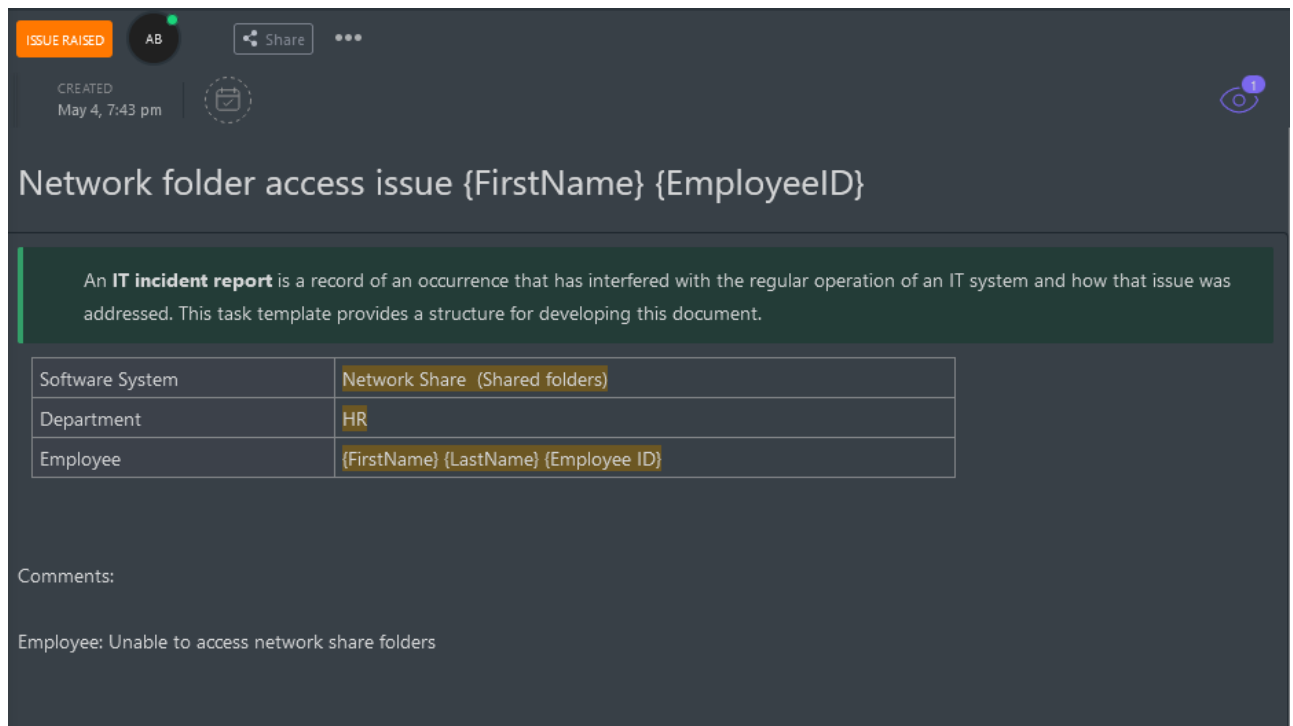 ISSUE RAISED
AB
Share
CREATED
May 4, 7:43 pm
1
Network folder access issue {FirstName} {EmployeeID}
An IT incident report is a record of an occurrence that has interfered with the regular operation of an IT system and how that issue was
addressed. This task template provides a structure for developing this document.
Software System Network Share (Shared folders)
Department HR
Employee {FirstName} {LastName} {Employee ID}
Comments:
Employee: Unable to access network share folders